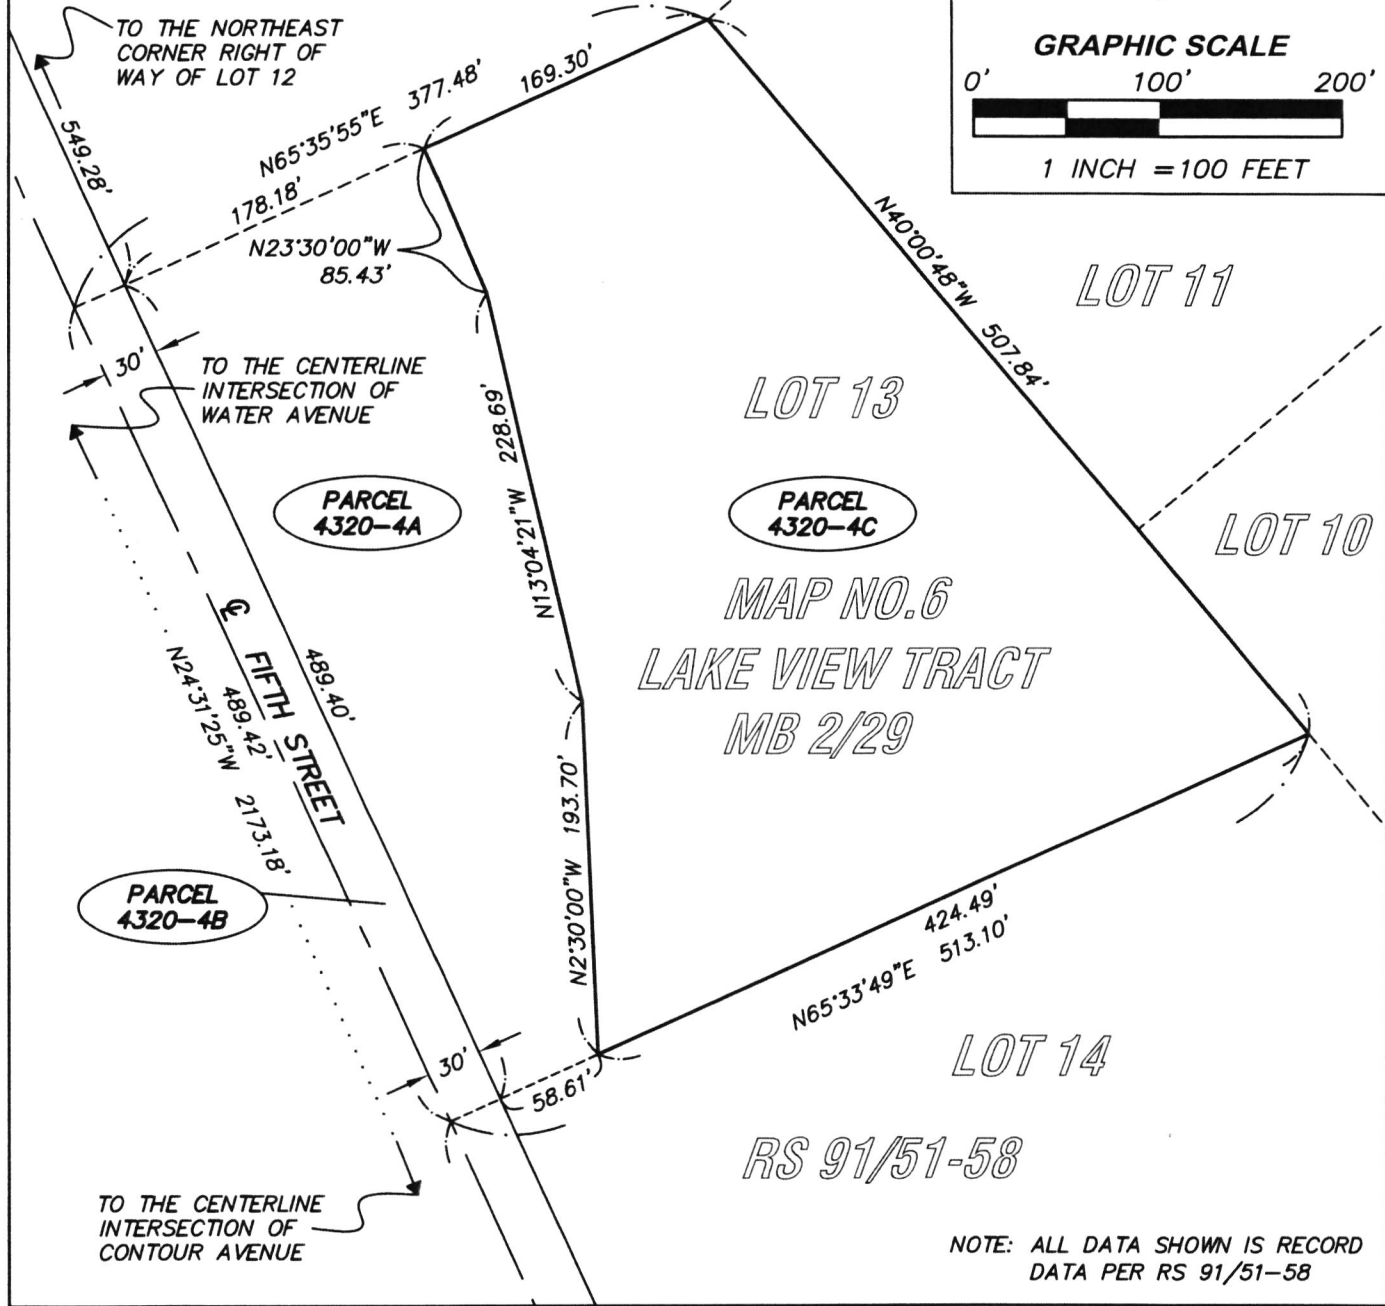 TO THE NORTHEAST
CORNER RIGHT OF
WAY OF LOT 12
549.28'
N65°35'55"E 377.48'
169.30'
178.18'
N23°30'00"W
85.43'
GRAPHIC SCALE
0' 100' 200'
1 INCH = 100 FEET
N40°00'48"W 507.84'
LOT 11
30'
TO THE CENTERLINE
INTERSECTION OF
WATER AVENUE
N13°04'21"W 228.69'
LOT 13
PARCEL
4320-4A
PARCEL
4320-4C
LOT 10
MAP NO.6
LAKE VIEW TRACT
MB 2/29
℄ FIFTH STREET
489.40'
489.42'
N24°31'25"W 2173.18'
N2°30'00"W 193.70'
PARCEL
4320-4B
424.49'
N65°33'49"E 513.10'
30'
58.61'
LOT 14
RS 91/51-58
TO THE CENTERLINE
INTERSECTION OF
CONTOUR AVENUE
NOTE: ALL DATA SHOWN IS RECORD
DATA PER RS 91/51-58